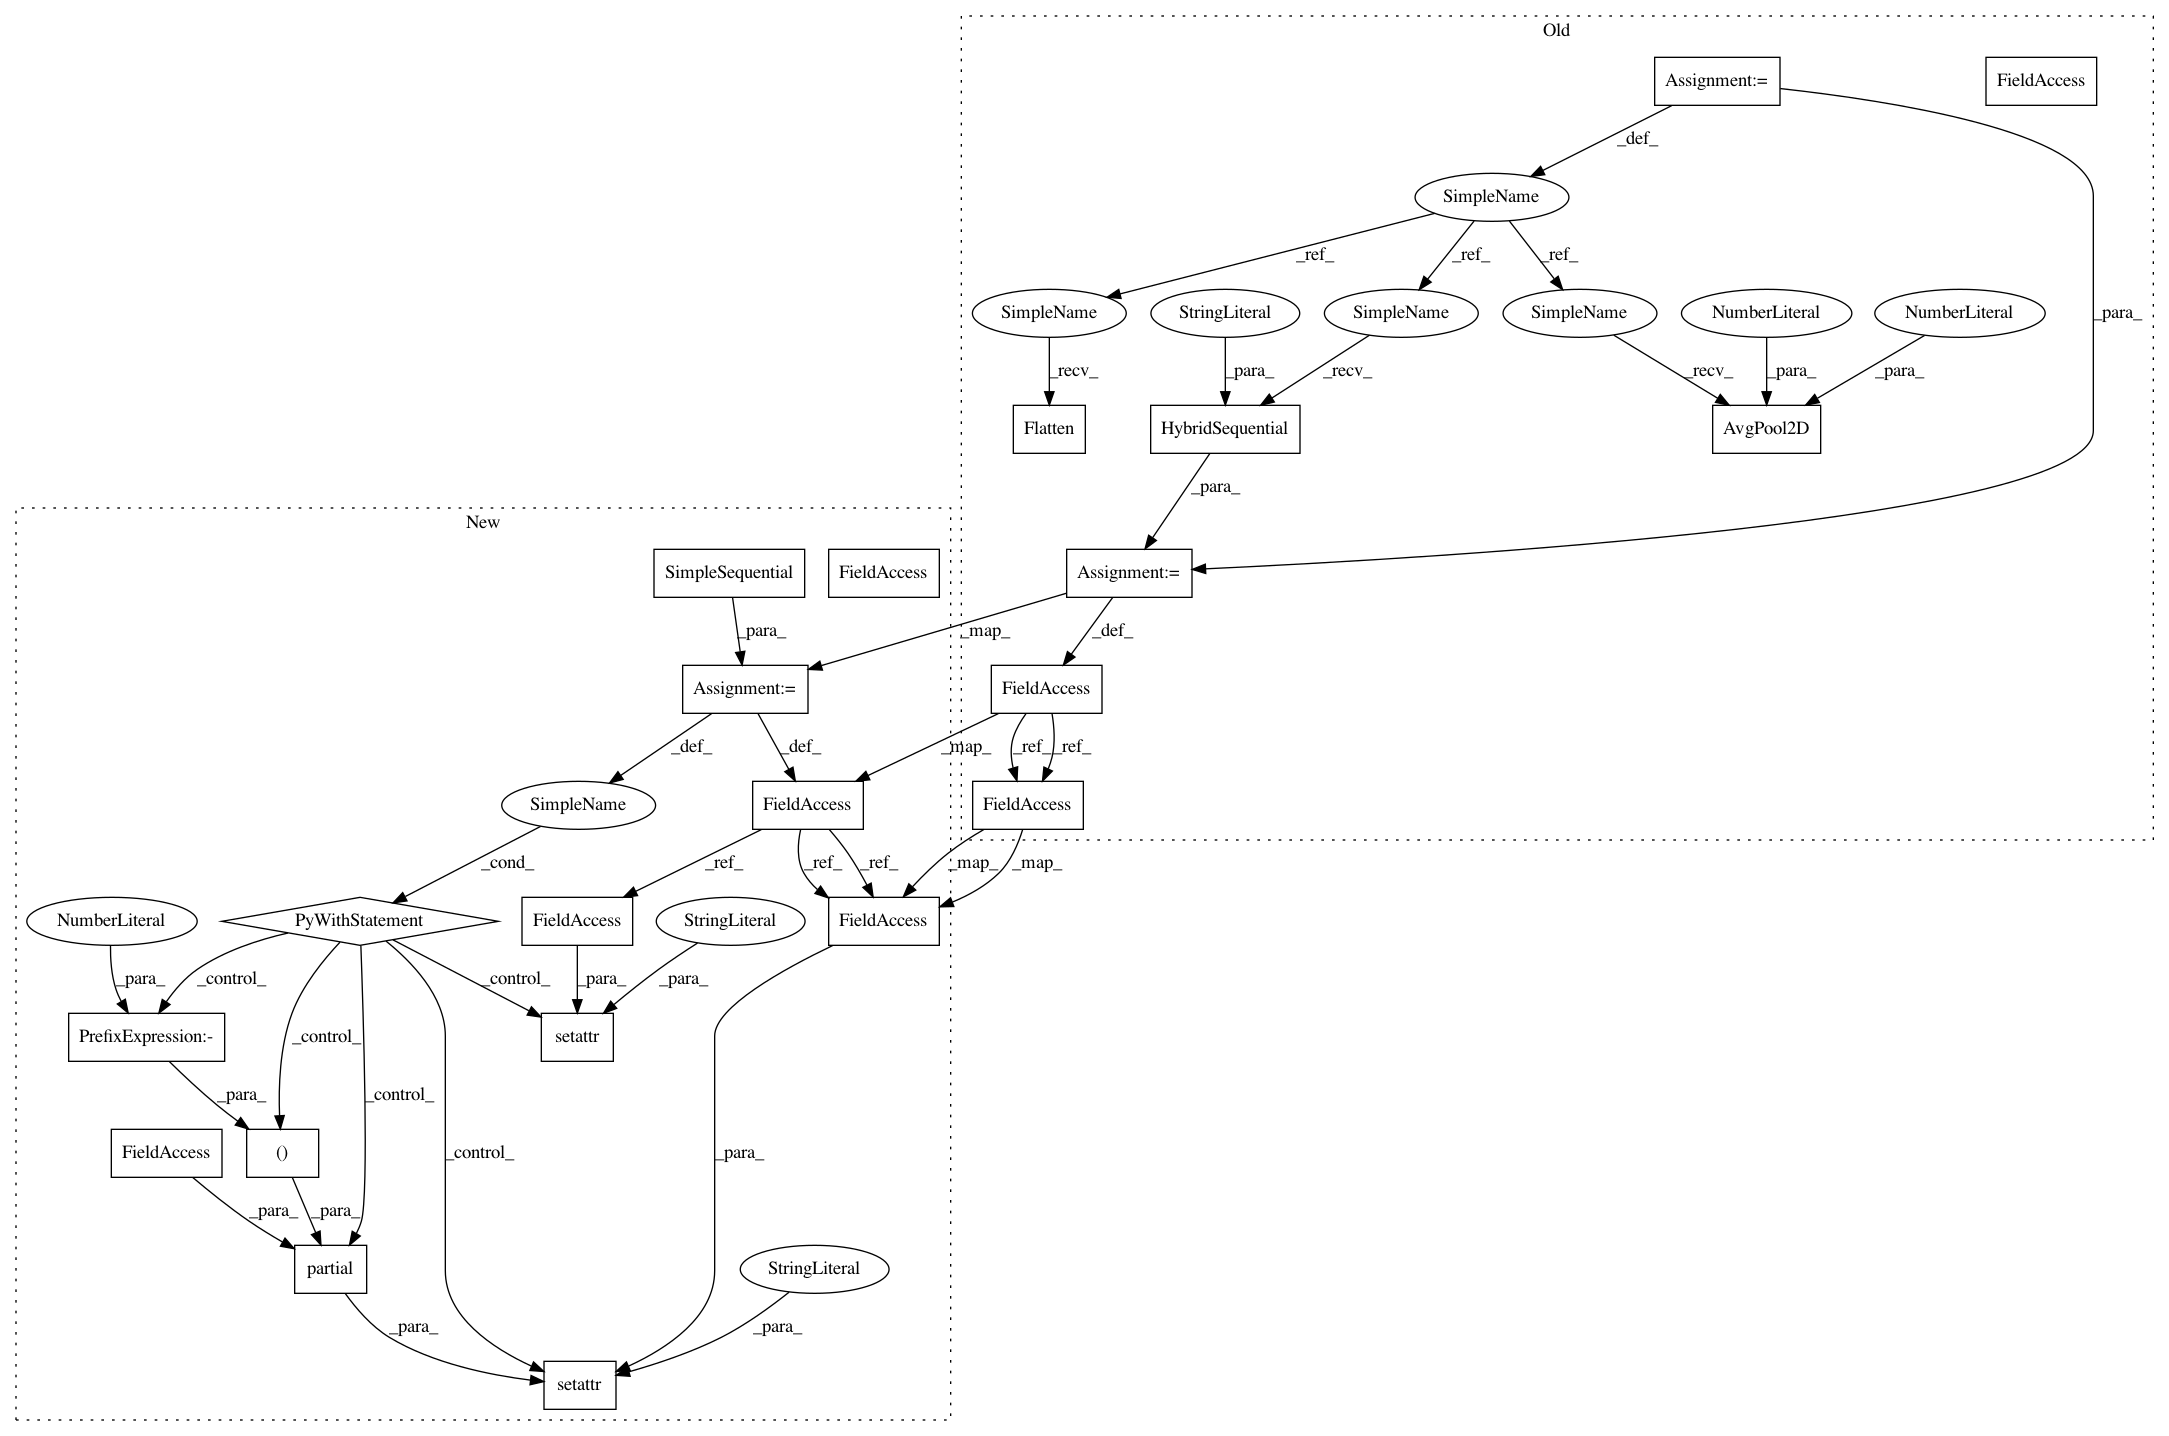 Old
Assignment:=
FieldAccess
_def_
SimpleName
_ref_
_ref_
_ref_
_para_
SimpleName
StringLiteral
SimpleName
SimpleName
NumberLiteral
NumberLiteral
_recv_
_para_
_recv_
_recv_
_para_
_para_
Flatten
HybridSequential
AvgPool2D
_para_
New
SimpleSequential
FieldAccess
Assignment:=
_para_
_map_
_def_
Assignment:=
FieldAccess
_def_
_def_
_map_
_ref_
_ref_
SimpleName
FieldAccess
FieldAccess
_cond_
_ref_
_ref_
_ref_
_map_
_map_
NumberLiteral
PyWithStatement
FieldAccess
StringLiteral
FieldAccess
_para_
_control_
_control_
_para_
_para_
PrefixExpression:-
_control_
setattr
_para_
_control_
FieldAccess
()
_control_
_para_
_para_
_para_
partial
StringLiteral
_para_
_para_
setattr